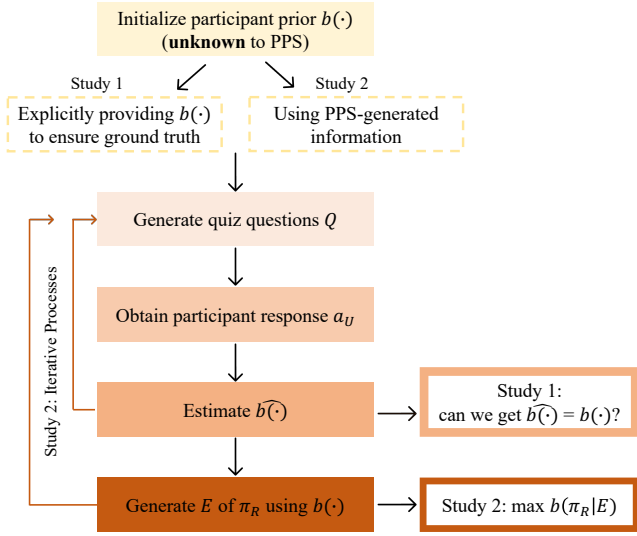 Initialize participant prior b(·)
(unknown to PPS)
Study 1
Study 2
Explicitly providing b(·)
to ensure ground truth
Using PPS-generated
information
Generate quiz questions Q
Obtain participant response a_U
Estimate \widehat{b(·)}
Study 1:
can we get \widehat{b(·)} = b(·)?
Generate E of π_R using b(·)
Study 2: max b(π_R|E)
Study 2: Iterative Processes